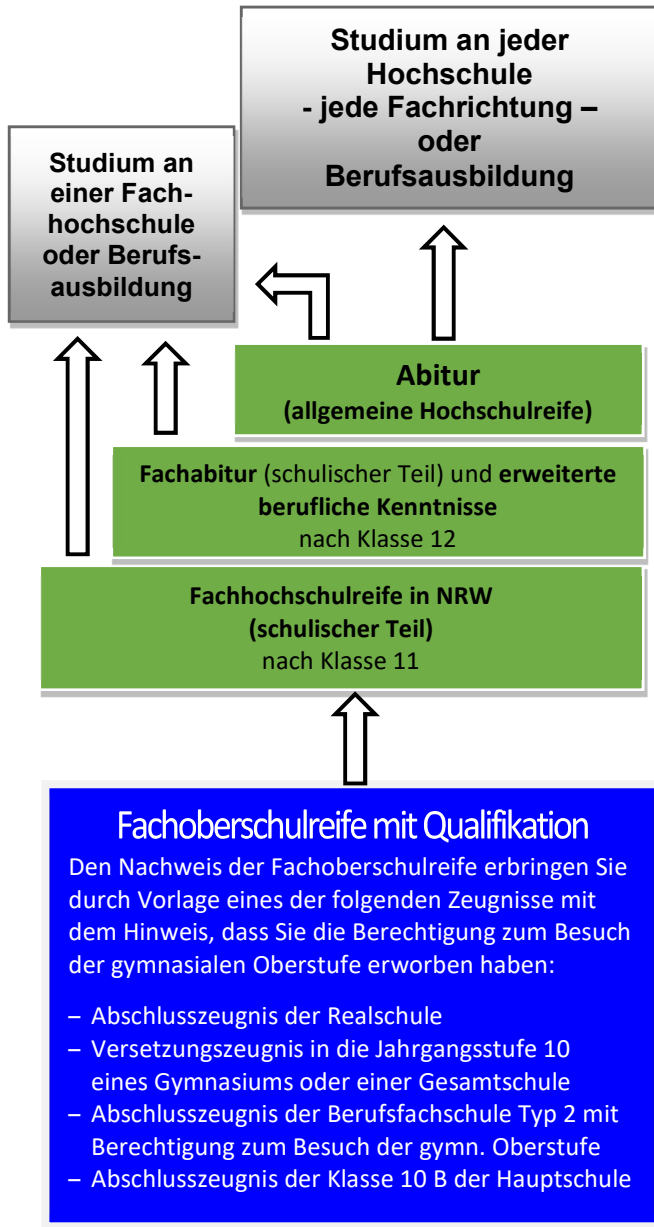 Studium an jeder
Hochschule
- jede Fachrichtung –
oder
Berufsausbildung
Studium an
einer Fach-
hochschule
oder Berufs-
ausbildung
Abitur
(allgemeine Hochschulreife)
Fachabitur (schulischer Teil) und erweiterte
berufliche Kenntnisse
nach Klasse 12
Fachhochschulreife in NRW
(schulischer Teil)
nach Klasse 11
Fachoberschulreife mit Qualifikation
Den Nachweis der Fachoberschulreife erbringen Sie
durch Vorlage eines der folgenden Zeugnisse mit
dem Hinweis, dass Sie die Berechtigung zum Besuch
der gymnasialen Oberstufe erworben haben:
– Abschlusszeugnis der Realschule
– Versetzungszeugnis in die Jahrgangsstufe 10
eines Gymnasiums oder einer Gesamtschule
– Abschlusszeugnis der Berufsfachschule Typ 2 mit
Berechtigung zum Besuch der gymn. Oberstufe
– Abschlusszeugnis der Klasse 10 B der Hauptschule